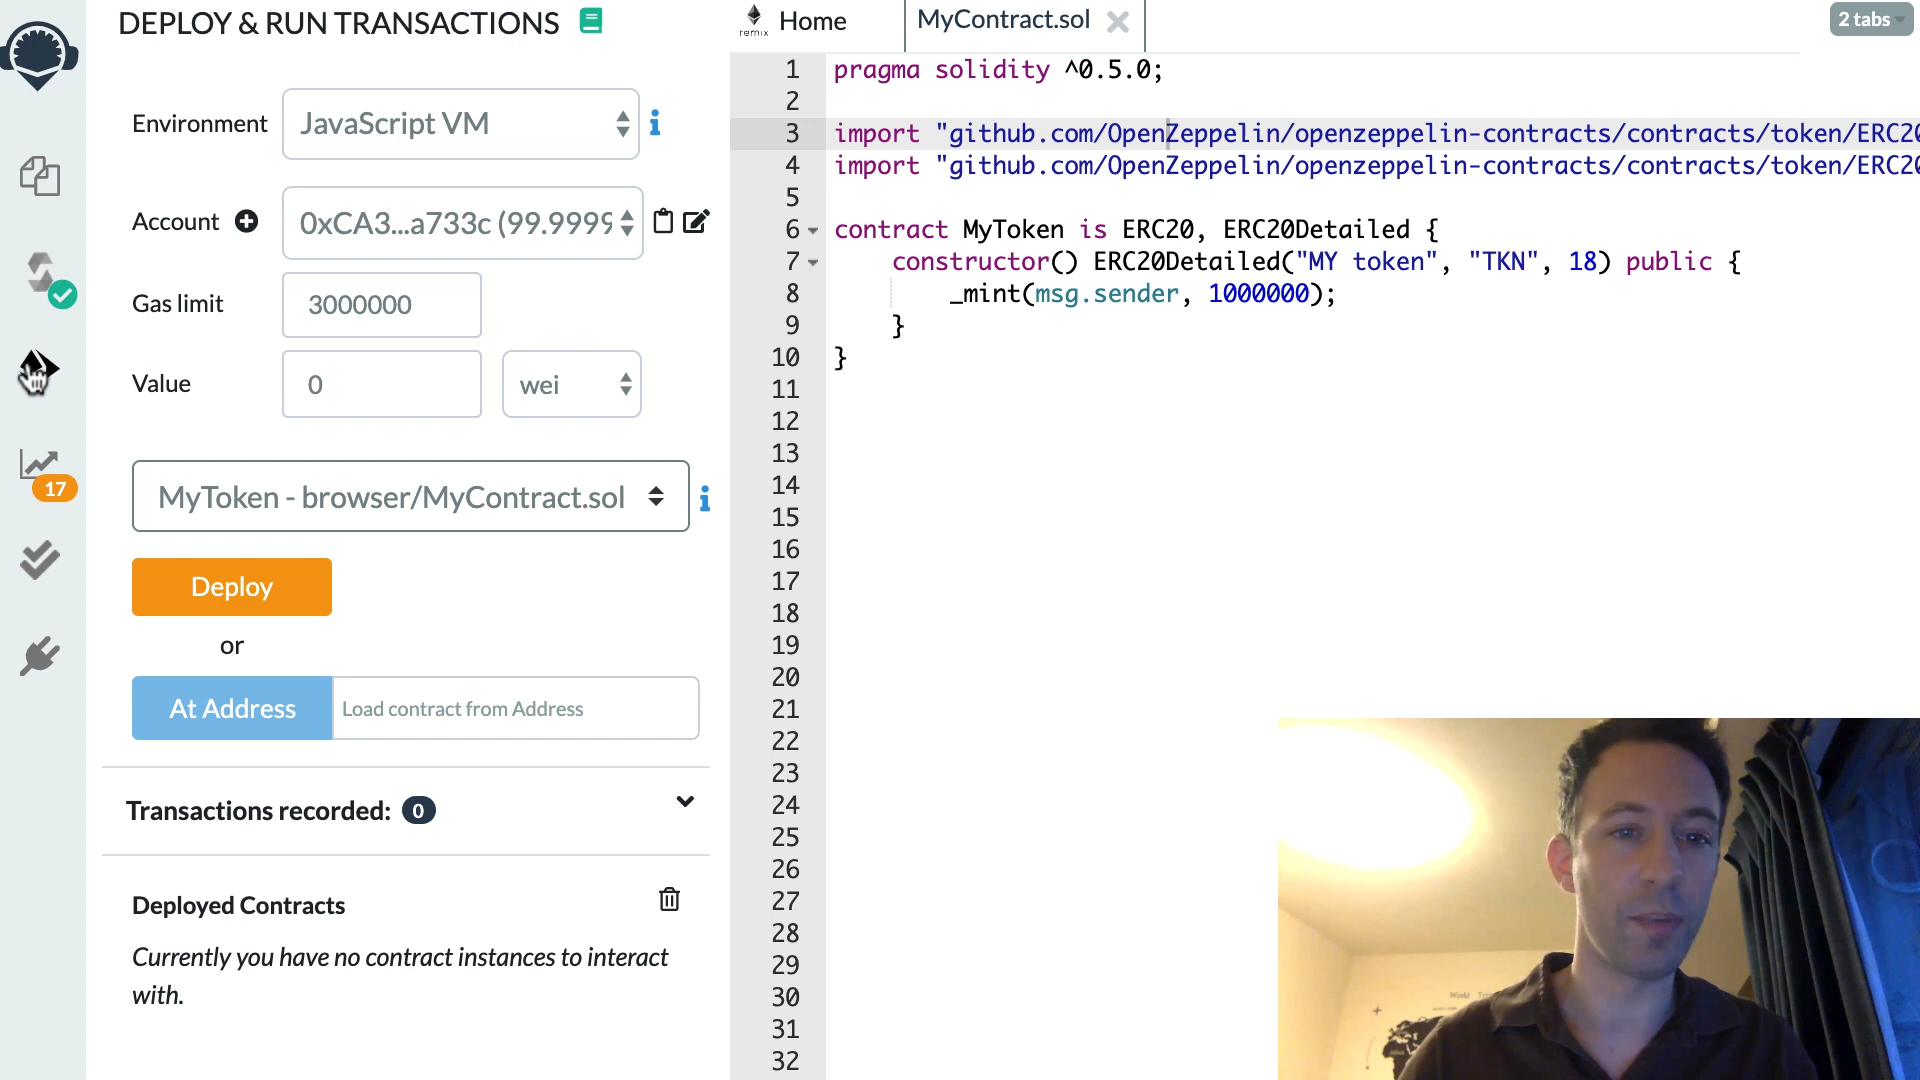 DEPLOY & RUN TRANSACTIONS
Environment
JavaScript VM
Account
0xCA3...a733c (99.9999
Gas limit
3000000
Value
0
wei
MyToken - browser/MyContract.sol
Deploy
or
At Address
Load contract from Address
Transactions recorded: 0
Deployed Contracts
Currently you have no contract instances to interact
with.
17
remix
Home
MyContract.sol
2 tabs
1 pragma solidity ^0.5.0;
2
3 import "github.com/OpenZeppelin/openzeppelin-contracts/contracts/token/ERC20
4 import "github.com/OpenZeppelin/openzeppelin-contracts/contracts/token/ERC20
5
6 contract MyToken is ERC20, ERC20Detailed {
7 constructor() ERC20Detailed("MY token", "TKN", 18) public {
8 _mint(msg.sender, 1000000);
9 }
10 }
11
12
13
14
15
16
17
18
19
20
21
22
23
24
25
26
27
28
29
30
31
32
World